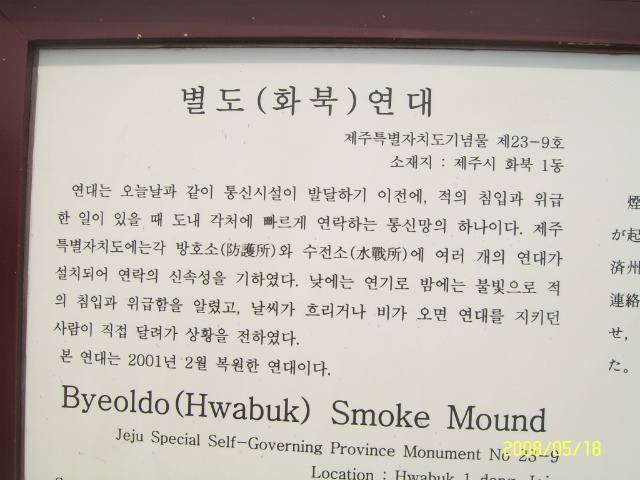 별도(화북)연대
제주특별자치도기념물 제23-9호
소재지 : 제주시 화북 1동
연대는 오늘날과 같이 통신시설이 발달하기 이전에, 적의 침입과 위급
한 일이 있을 때 도내 각처에 빠르게 연락하는 통신망의 하나이다. 제주
특별자치도에는각 방호소(防護所)와 수전소(水戰所)에 여러 개의 연대가
설치되어 연락의 신속성을 기하였다. 낮에는 연기로 밤에는 불빛으로 적
의 침입과 위급함을 알렸고, 날씨가 흐리거나 비가 오면 연대를 지키던
사람이 직접 달려가 상황을 전하였다.
본 연대는 2001년 2월 복원한 연대이다.
Byeoldo(Hwabuk) Smoke Mound
Jeju Special Self-Governing Province Monument No 23-9
Location : Hwabuk 1-dong, Jej
煙
が起
済州
連絡
せ,
た。
2008/05/18